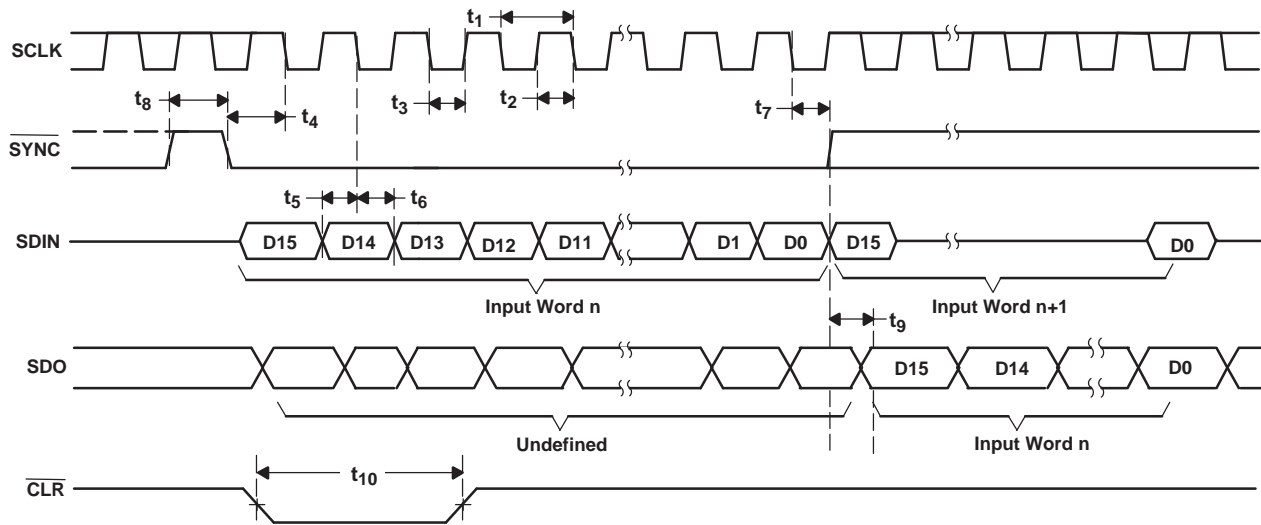 t1
SCLK
t8
t4
t3
t2
t7
SYNC
t5
t6
SDIN
D15
D14
D13
D12
D11
D1
D0
D15
D0
Input Word n
Input Word n+1
t9
SDO
D15
D14
D0
Undefined
Input Word n
t10
CLR